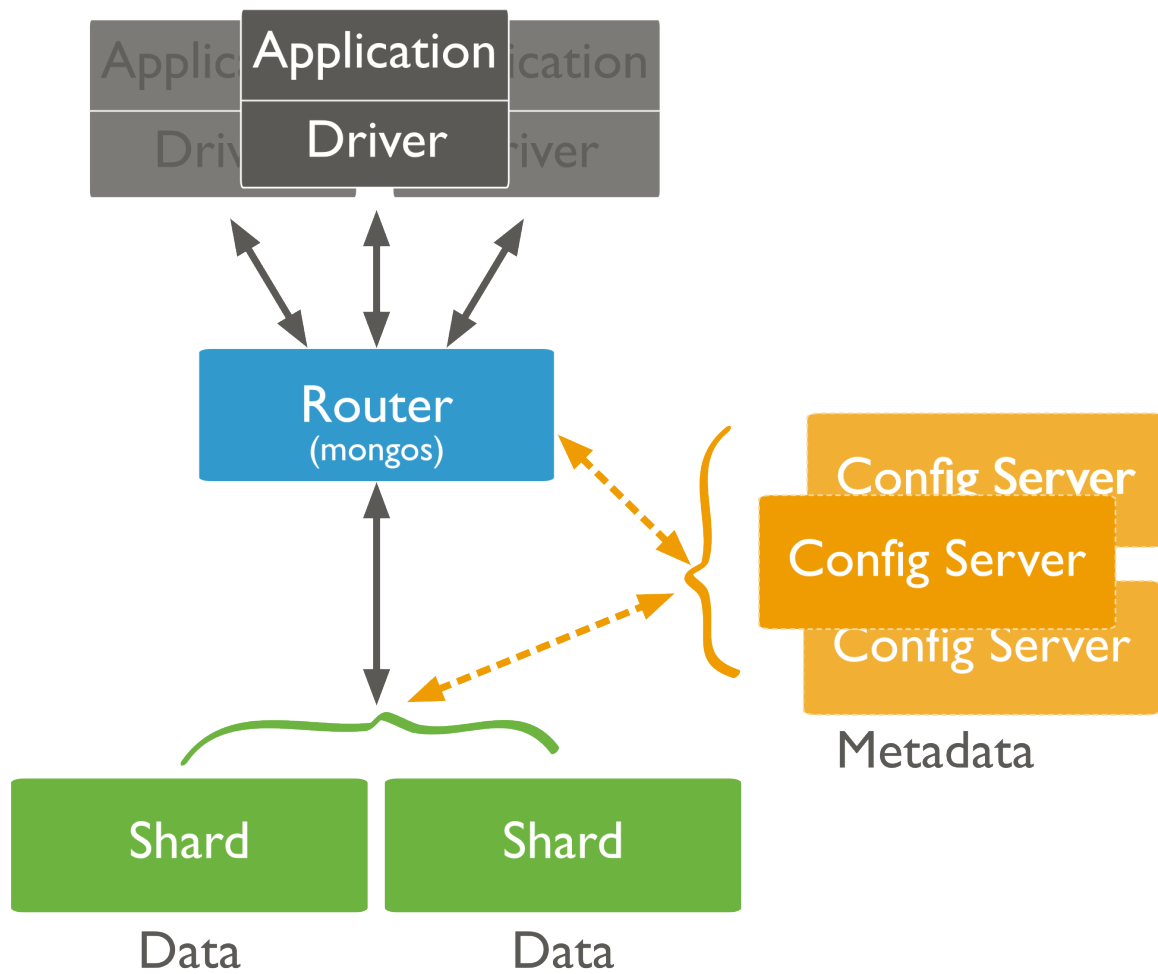 Application
Driver
Router
(mongos)
Config Server
Config Server
Config Server
Metadata
Shard
Shard
Data
Data